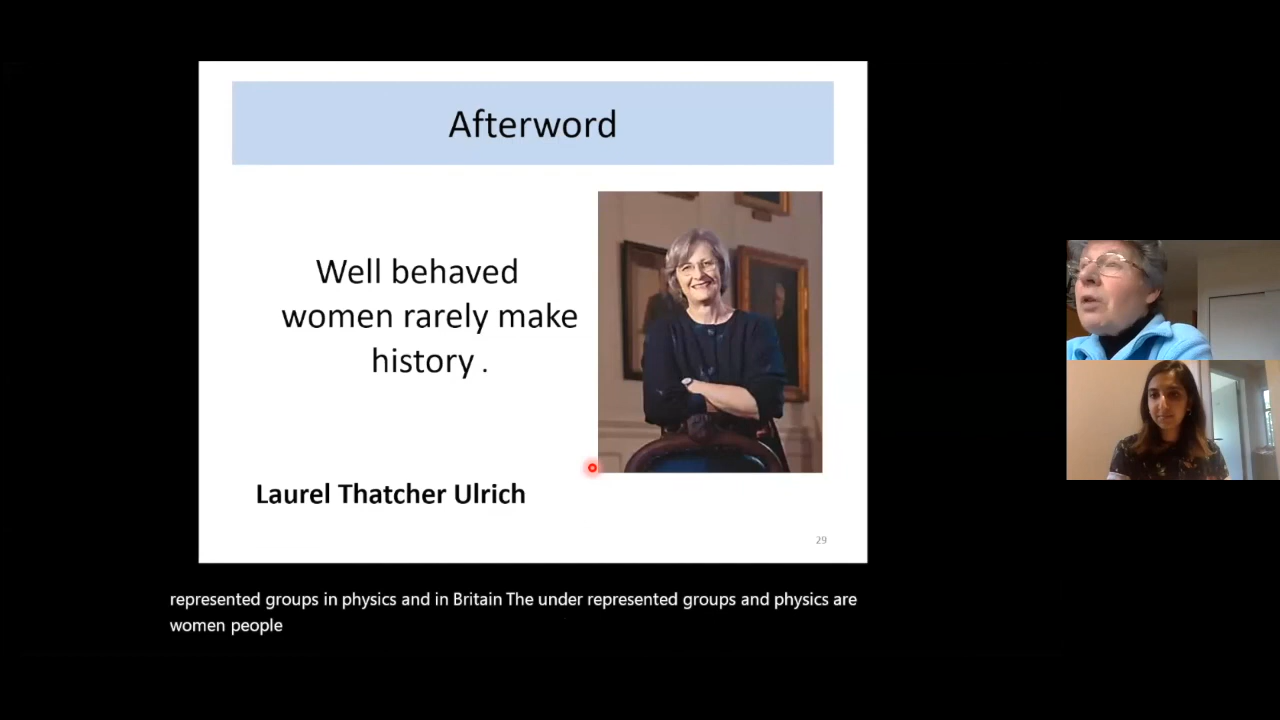 Afterword
Well behaved
women rarely make
history .
Laurel Thatcher Ulrich
29
represented groups in physics and in Britain The under represented groups and physics are
women people